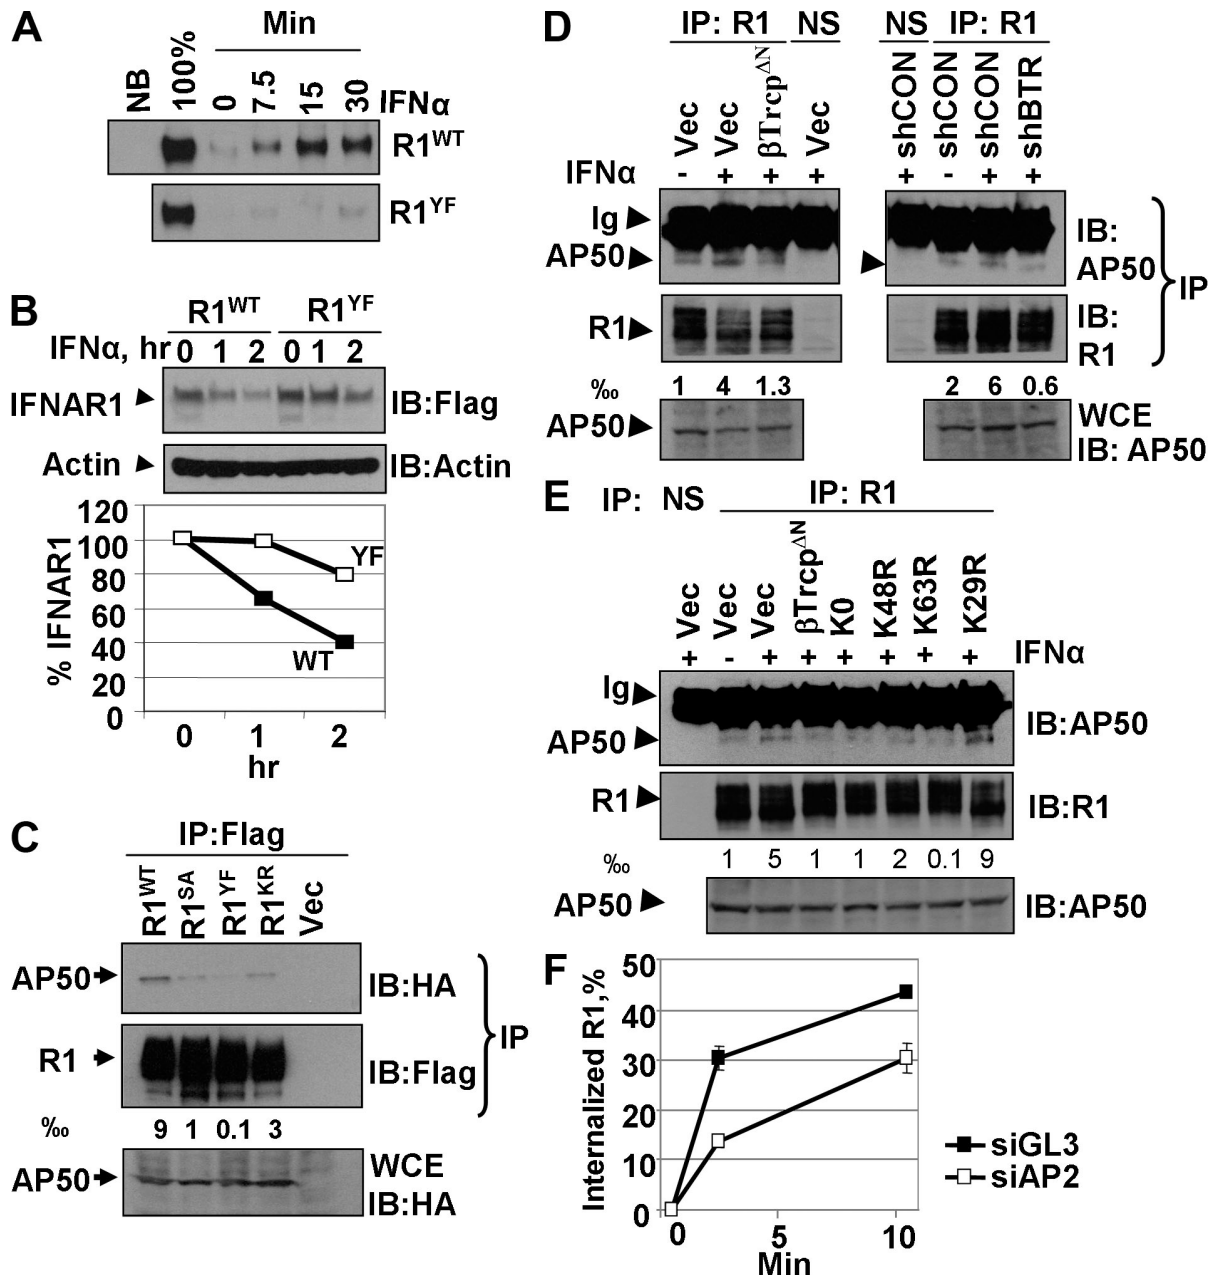 A
Min
NB 100% 0 7.5 15 30 IFNα
R1WT
R1YF
B
R1WT R1YF
IFNα, hr 0 1 2 0 1 2
IFNAR1 IB:Flag
Actin IB:Actin
% IFNAR1
120
100
80
60
40
20
0
YF
WT
0 1 2
hr
C
IP:Flag
R1WT R1SA R1YF R1KR Vec
AP50 IB:HA
R1 IB:Flag
IP
‰ 9 1 0.1 3
AP50 WCE
IB:HA
D
IP: R1 NS NS IP: R1
Vec Vec βTrcpΔN Vec shCON shCON shCON shBTR
IFNα - + + + + - + +
Ig
AP50
IB:
AP50
R1
IB:
R1
IP
‰ 1 4 1.3 2 6 0.6
AP50 WCE
IB: AP50
E
IP: NS IP: R1
Vec Vec Vec βTrcpΔN K0 K48R K63R K29R
+ - + + + + + + IFNα
Ig
AP50 IB:AP50
R1 IB:R1
‰ 1 5 1 1 2 0.1 9
AP50 IB:AP50
F
Internalized R1,%
50
40
30
20
10
0
0 5 10
Min
siGL3
siAP2